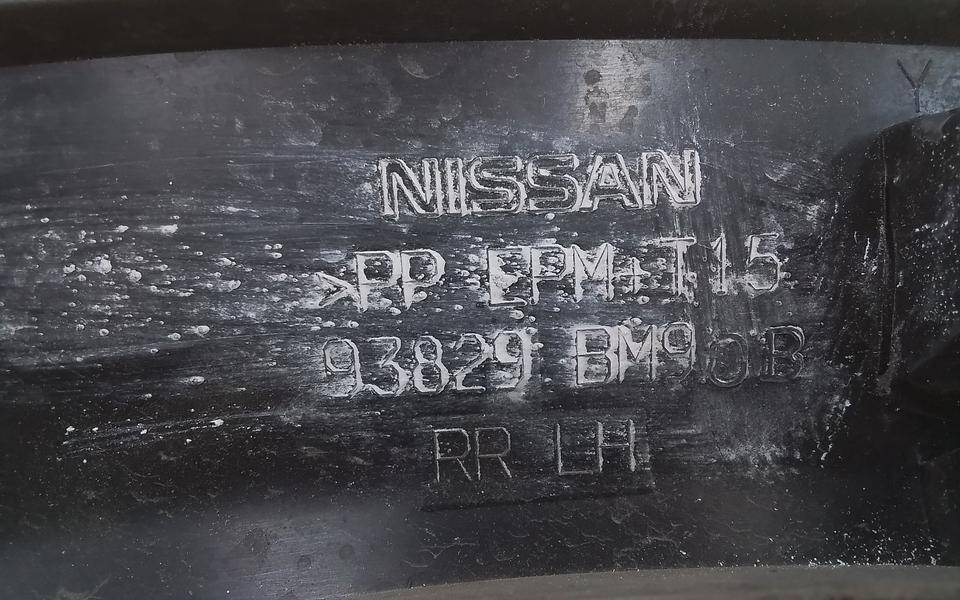 Y
NISSAN
>PP EPM+T15
93829 BM90B
RR LH